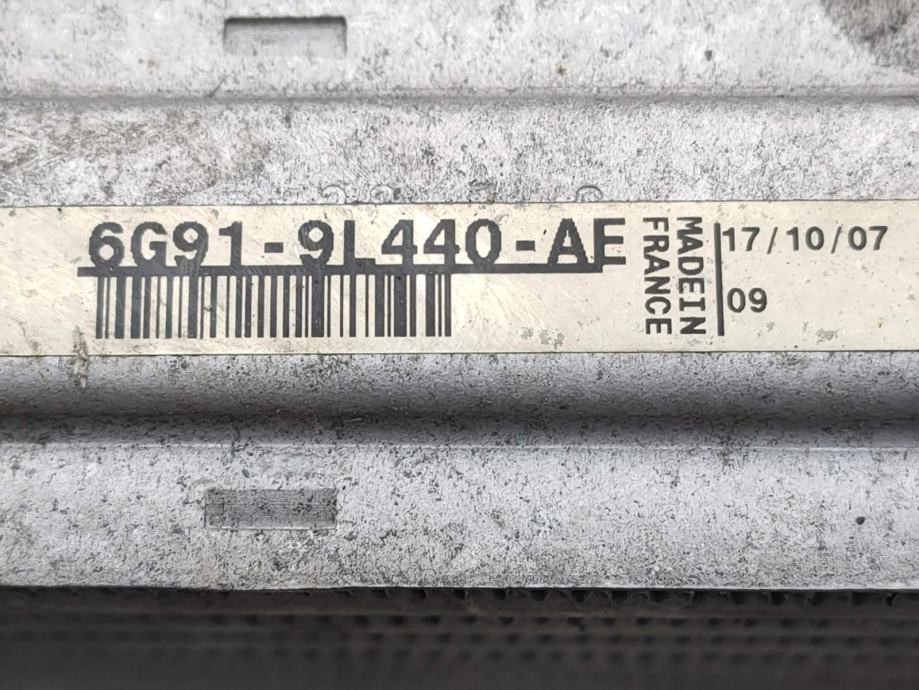 6G91-9L440-AE
MADE IN
FRANCE
17/10/07
09